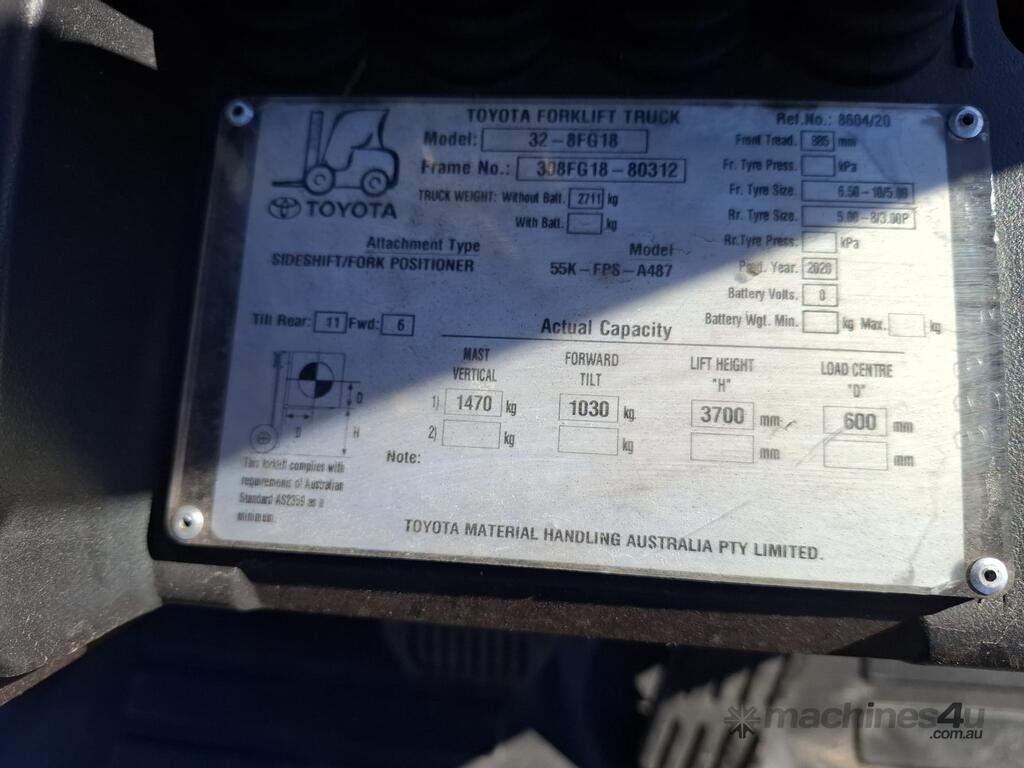 TOYOTA FORKLIFT TRUCK
Ref.No.: 8604/20
Model: 32-8FG18
Frame No.: 308FG18-80312
TRUCK WEIGHT: Without Batt. 2711 kg
With Batt. - kg
TOYOTA
Attachment Type Model
SIDESHIFT/FORK POSITIONER 55K-FPS-A487
Front Tread. 885 mm
Fr. Tyre Press. kPa
Fr. Tyre Size. 6.50-10/5.00
Rr. Tyre Size. 5.00-8/3.00P
Rr. Tyre Press. kPa
Prod. Year. 2020
Battery Volts. 0
Battery Wgt. Min. kg Max. kg
Tilt Rear: 11 Fwd: 6
Actual Capacity
MAST VERTICAL FORWARD TILT LIFT HEIGHT "H" LOAD CENTRE "D"
1) 1470 kg 1030 kg 3700 mm 600 mm
2) kg kg mm mm
D
D H
Note:
This forklift complies with
requirements of Australian
Standard AS2359 as a
minimum.
TOYOTA MATERIAL HANDLING AUSTRALIA PTY LIMITED.
machines4u
.com.au